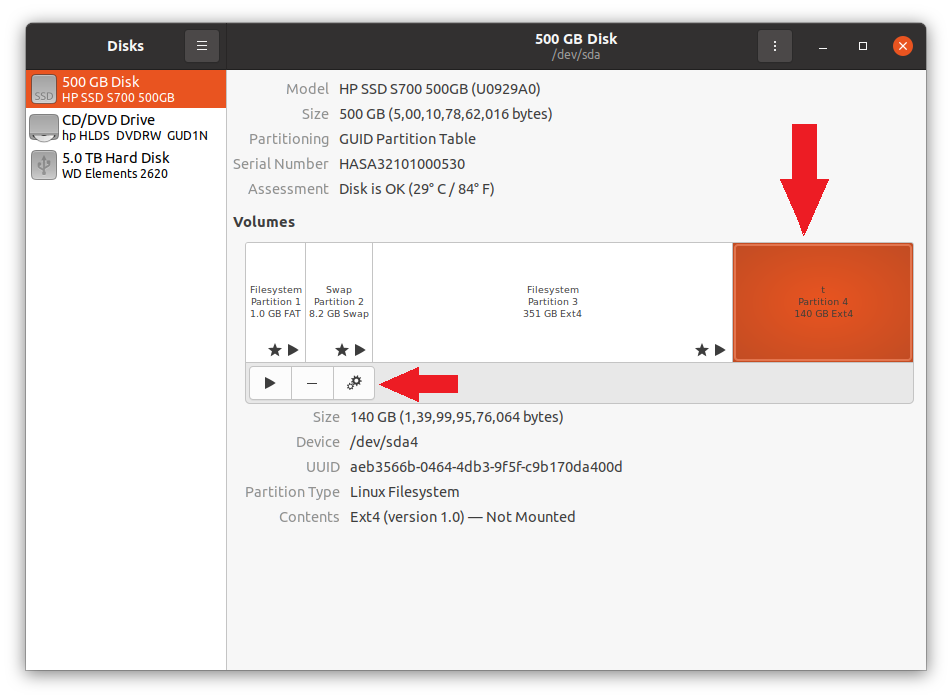 Disks
500 GB Disk
/dev/sda
500 GB Disk
HP SSD S700 500GB
SSD
CD/DVD Drive
hp HLDS DVDRW GUD1N
5.0 TB Hard Disk
WD Elements 2620
Model HP SSD S700 500GB (U0929A0)
Size 500 GB (5,00,10,78,62,016 bytes)
Partitioning GUID Partition Table
Serial Number HASA32101000530
Assessment Disk is OK (29° C / 84° F)
Volumes
Filesystem
Partition 1
1.0 GB FAT
Swap
Partition 2
8.2 GB Swap
Filesystem
Partition 3
351 GB Ext4
t
Partition 4
140 GB Ext4
Size 140 GB (1,39,99,95,76,064 bytes)
Device /dev/sda4
UUID aeb3566b-0464-4db3-9f5f-c9b170da400d
Partition Type Linux Filesystem
Contents Ext4 (version 1.0) — Not Mounted